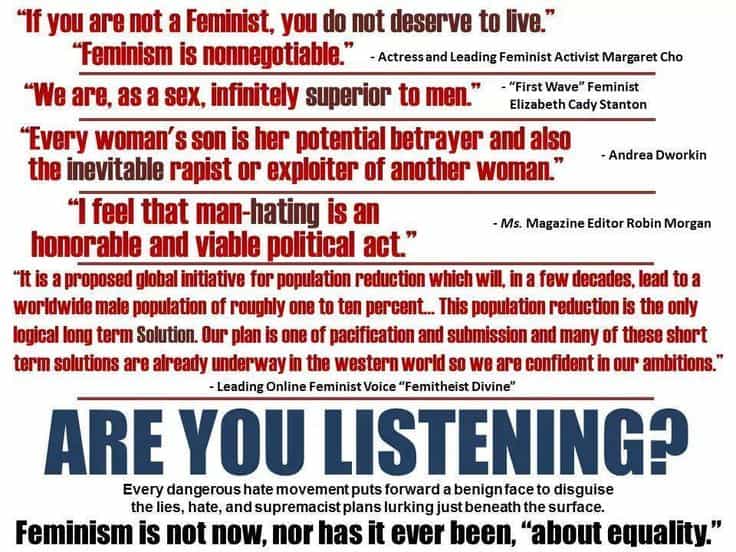 “If you are not a Feminist, you do not deserve to live.”
“Feminism is nonnegotiable.” - Actress and Leading Feminist Activist Margaret Cho
“We are, as a sex, infinitely superior to men.” - “First Wave” Feminist
Elizabeth Cady Stanton
“Every woman's son is her potential betrayer and also
the inevitable rapist or exploiter of another woman.”
- Andrea Dworkin
“I feel that man-hating is an
honorable and viable political act.”
- Ms. Magazine Editor Robin Morgan
“It is a proposed global initiative for population reduction which will, in a few decades, lead to a
worldwide male population of roughly one to ten percent... This population reduction is the only
logical long term Solution. Our plan is one of pacification and submission and many of these short
term solutions are already underway in the western world so we are confident in our ambitions.”
- Leading Online Feminist Voice “Femitheist Divine”
ARE YOU LISTENING?
Every dangerous hate movement puts forward a benign face to disguise
the lies, hate, and supremacist plans lurking just beneath the surface.
Feminism is not now, nor has it ever been, “about equality.”